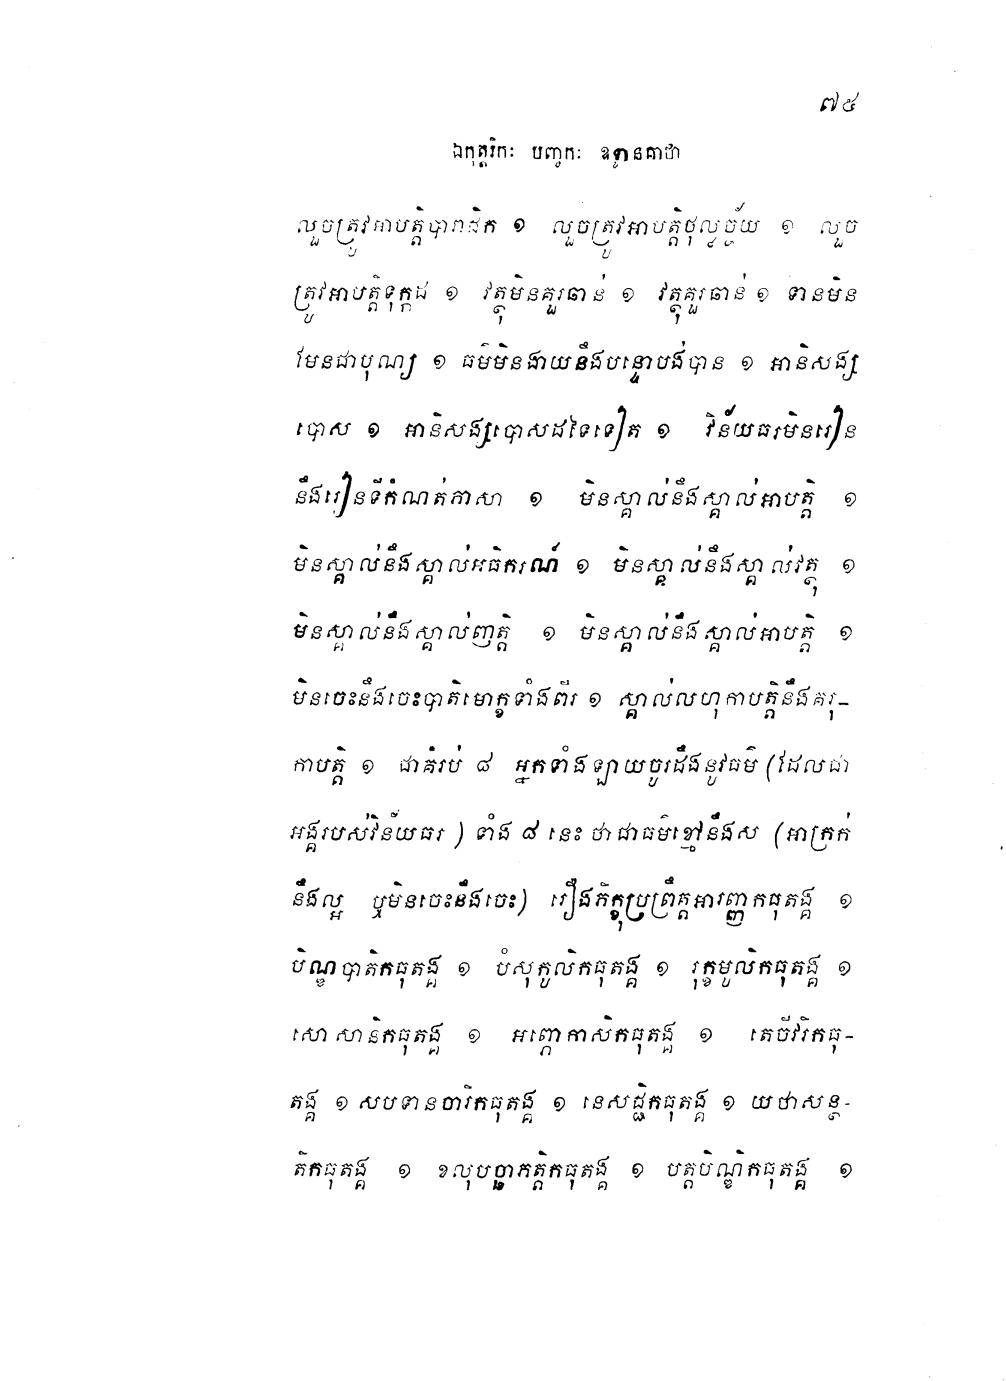 ៧៥
ឯកុត្តរិកៈ បញ្ចកៈ ឧទ្ទានគាថា
លួចត្រូវអាបត្តិបារាជិក ១ លួចត្រូវអាបត្តិថុល្លច្ច័យ ១ លួច
ត្រូវអាបត្តិទុក្កដ ១ វត្ថុមិនគួរធាន់ ១ វត្ថុគួរធាន់ ១ ទានមិន
មែនជាបុណ្យ ១ ធម៌មិនងាយនឹងបន្ទោបង់បាន ១ អានិសង្ស
បោស ១ អានិសង្សបោសដទៃទៀត ១ វិន័យធរមិនរៀន
នឹងរៀនទីកំណត់ភាសា ១ មិនស្គាល់នឹងស្គាល់អាបត្តិ ១
មិនស្គាល់នឹងស្គាល់អធិករណ៍ ១ មិនស្គាល់នឹងស្គាល់វត្ថុ ១
មិនស្គាល់នឹងស្គាល់ញត្តិ ១ មិនស្គាល់នឹងស្គាល់អាបត្តិ ១
មិនចេះនឹងចេះបាតិមោក្ខទាំងពីរ ១ ស្គាល់លហុកាបត្តិនឹងគរុ-
កាបត្តិ ១ ជាគំរប់ ៨ អ្នកទាំងឡាយចូរដឹងនូវធម៌ (ដែលជា
អង្គរបស់វិន័យធរ ) ទាំង ៨ នេះ ថាជាធម៌ខ្មៅនឹងស (អាក្រក់
នឹងល្អ ឬមិនចេះនឹងចេះ) រឿងភិក្ខុប្រព្រឹត្តអារញ្ញកធុតង្គ ១
បិណ្ឌបាតិកធុតង្គ ១ បំសុកូលិកធុតង្គ ១ រុក្ខមូលិកធុតង្គ ១
សោសានិកធុតង្គ ១ អព្ភោកាសិកធុតង្គ ១ តេចីវរិកធុ-
តង្គ ១ សបទានចារិកធុតង្គ ១ នេសជ្ជិកធុតង្គ ១ យថាសន្ថ-
តិកធុតង្គ ១ ខលុបច្ឆាភត្តិកធុតង្គ ១ បត្តបិណ្ឌិកធុតង្គ ១